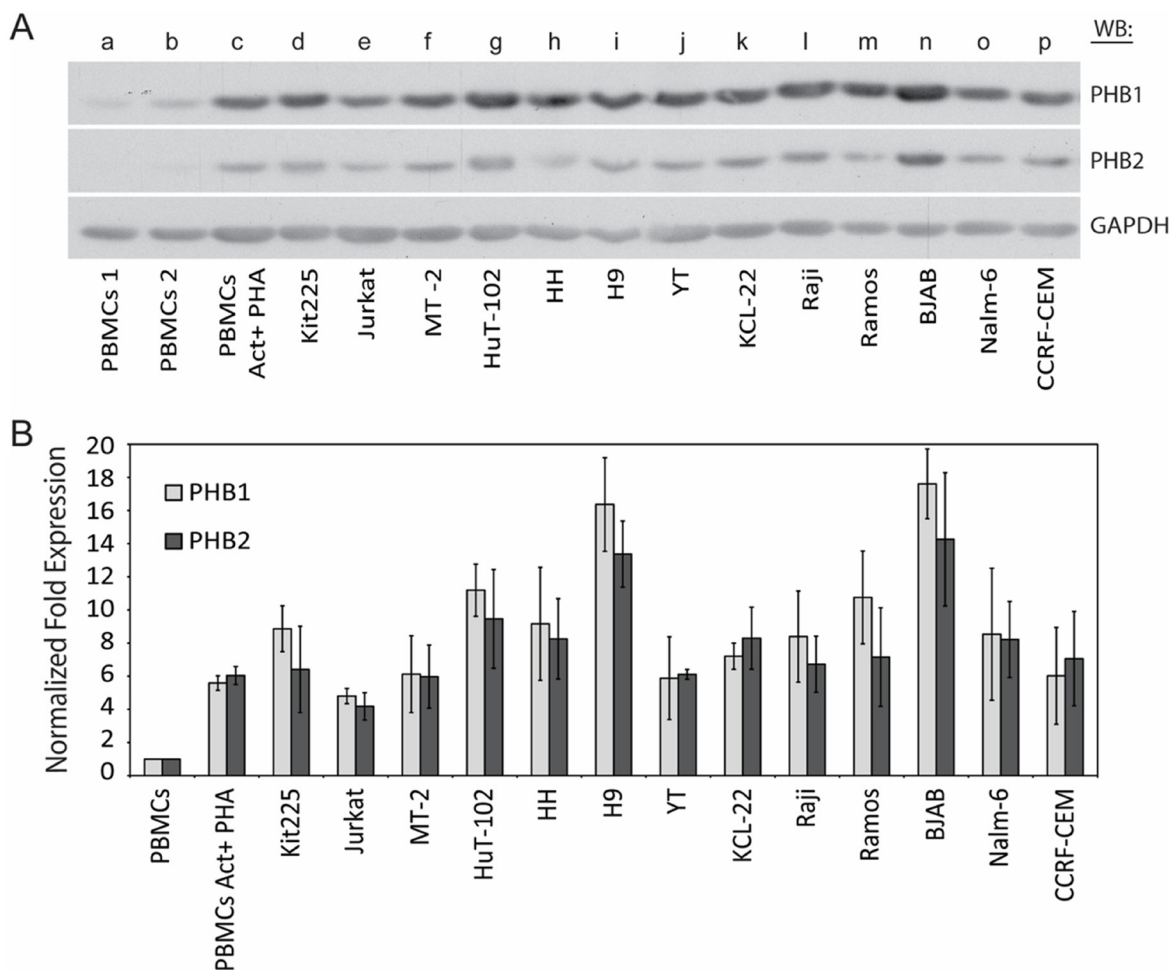 A
a b c d e f g h i j k l m n o p
WB:
PHB1
PHB2
GAPDH
PBMCs 1
PBMCs 2
PBMCs
Act+ PHA
Kit225
Jurkat
MT -2
HuT-102
HH
H9
YT
KCL-22
Raji
Ramos
BJAB
Nalm-6
CCRF-CEM
B
Normalized Fold Expression
20
18
16
14
12
10
8
6
4
2
0
PHB1
PHB2
PBMCs
PBMCs Act+ PHA
Kit225
Jurkat
MT-2
HuT-102
HH
H9
YT
KCL-22
Raji
Ramos
BJAB
Nalm-6
CCRF-CEM